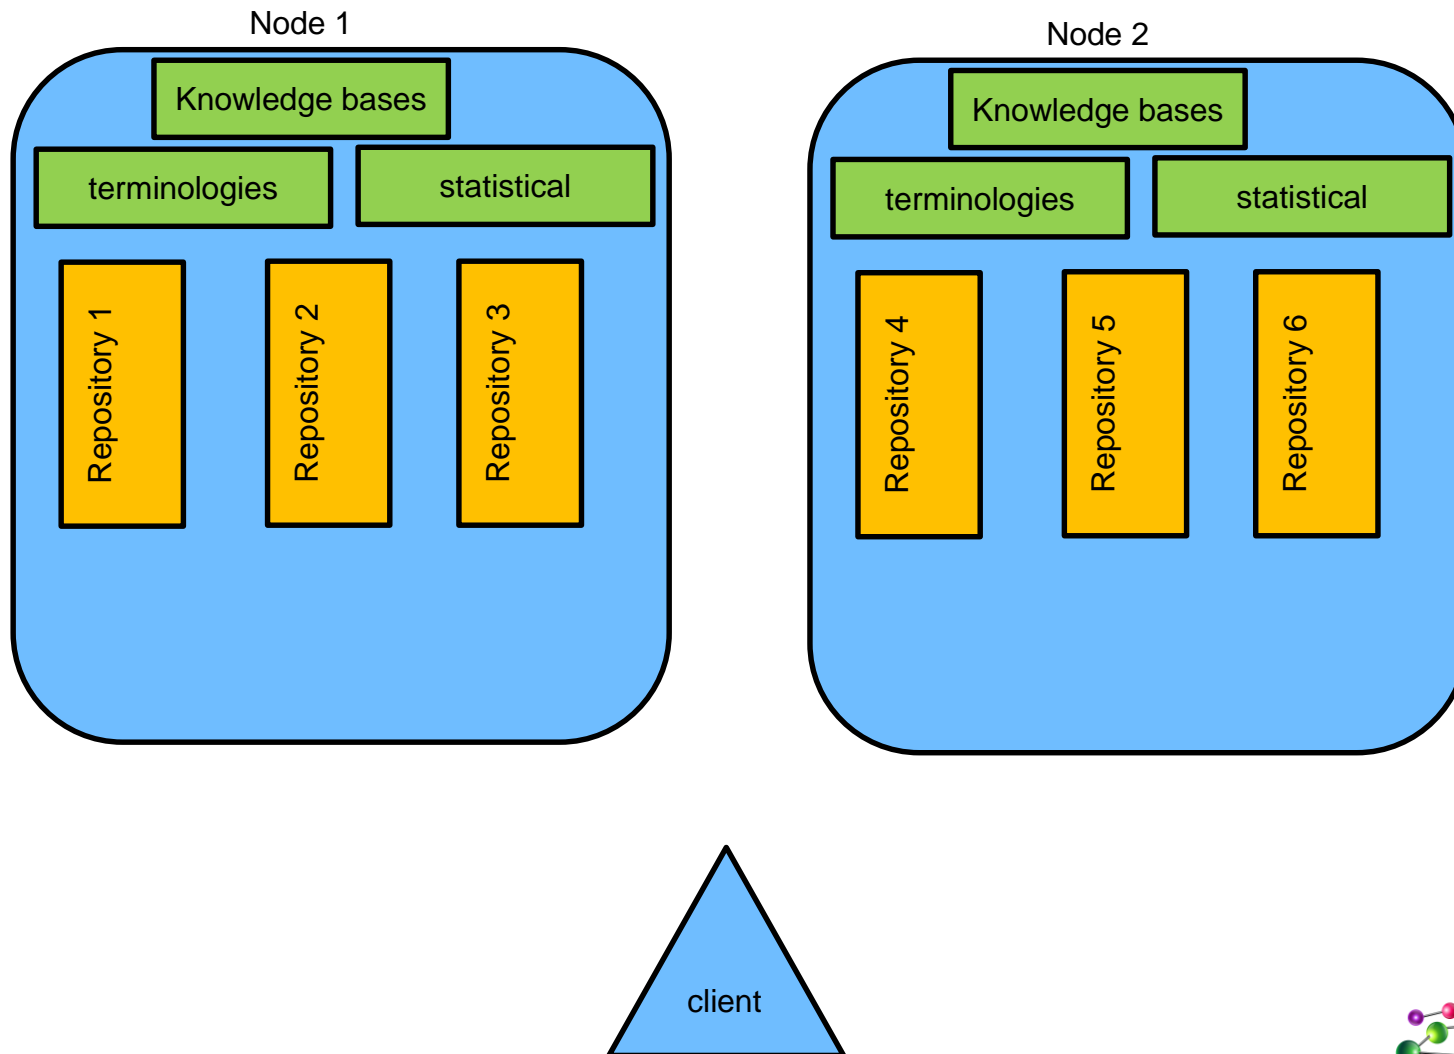 Node 1
Knowledge bases
terminologies
statistical
Repository 1
Repository 2
Repository 3
Node 2
Knowledge bases
terminologies
statistical
Repository 4
Repository 5
Repository 6
client